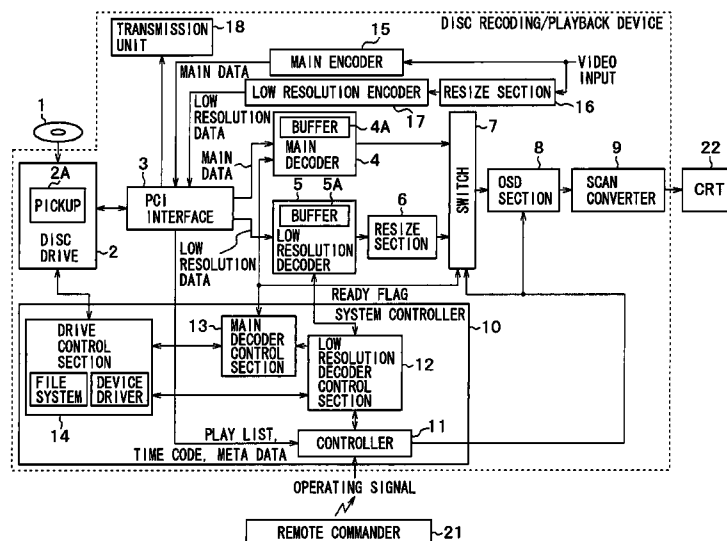 DISC RECODING/PLAYBACK DEVICE
TRANSMISSION
UNIT
18
15
MAIN ENCODER
MAIN DATA
VIDEO
INPUT
LOW RESOLUTION ENCODER
RESIZE SECTION
LOW
RESOLUTION
DATA
17
16
1
BUFFER
4A
MAIN
DECODER
4
7
8
9
22
MAIN
DATA
2A
PICKUP
DISC
DRIVE
2
3
PCI
INTERFACE
5
5A
BUFFER
LOW
RESOLUTION
DECODER
6
RESIZE
SECTION
SWITCH
OSD
SECTION
SCAN
CONVERTER
CRT
LOW
RESOLUTION
DATA
READY FLAG
SYSTEM CONTROLLER
10
DRIVE
CONTROL
SECTION
FILE
SYSTEM
DEVICE
DRIVER
14
13
MAIN
DECODER
CONTROL
SECTION
LOW
RESOLUTION
DECODER
CONTROL
SECTION
12
11
PLAY LIST,
TIME CODE, META DATA
CONTROLLER
OPERATING SIGNAL
REMOTE COMMANDER
21